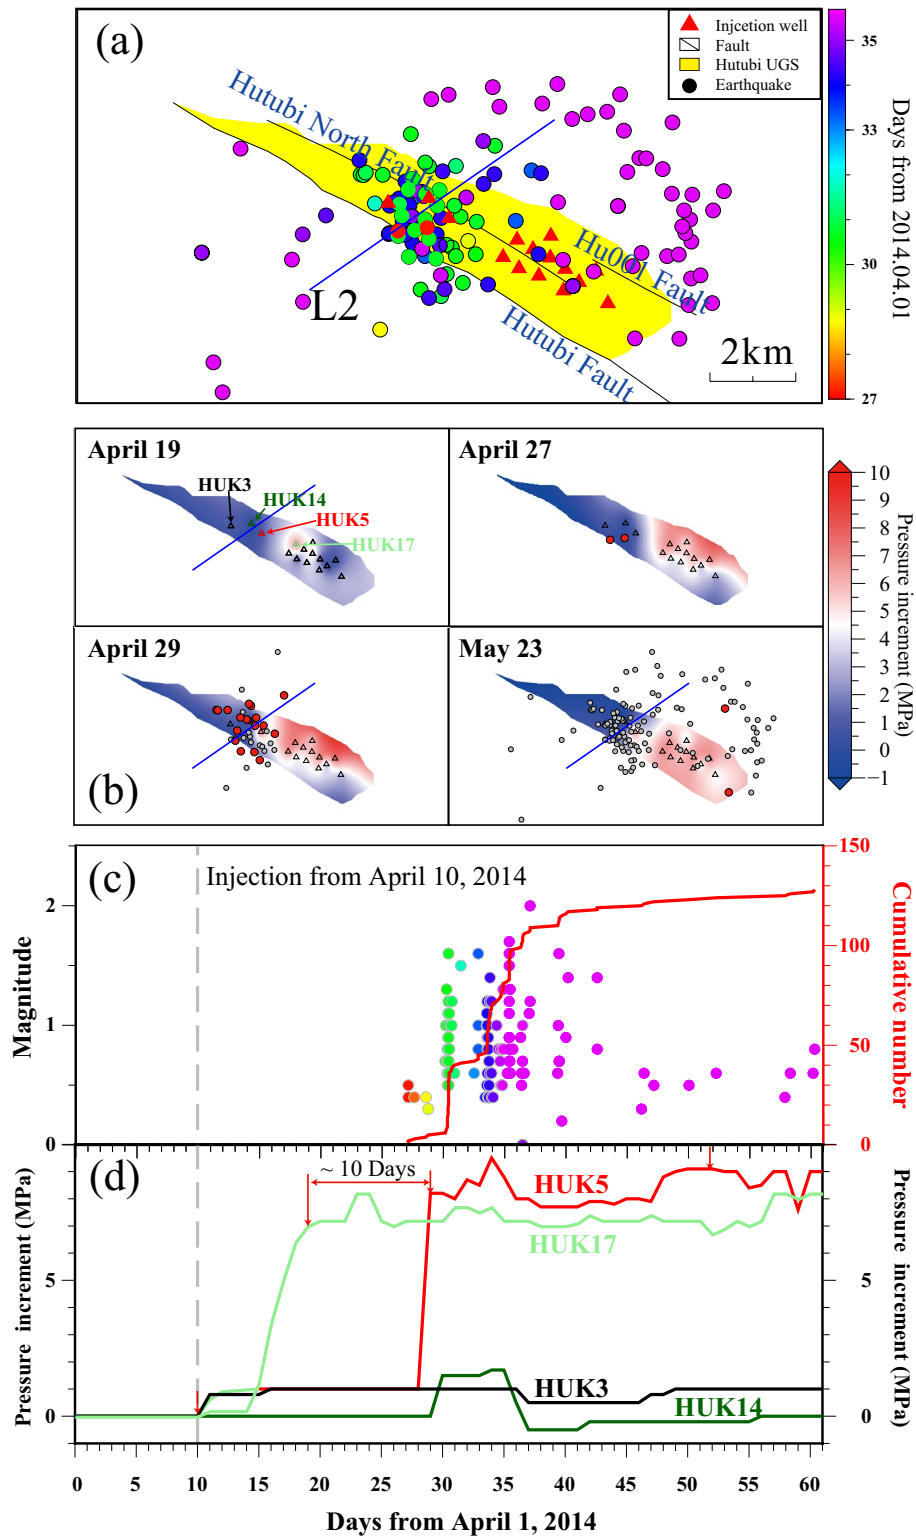 (a)
Injcetion well
Fault
Hutubi UGS
Earthquake
Hutubi North Fault
Hu001 Fault
Hutubi Fault
L2
2km
35
33
30
27
Days from 2014.04.01
April 19
HUK3
HUK14
HUK5
HUK17
April 27
April 29
May 23
(b)
10
9
8
7
6
5
4
3
2
1
0
−1
Pressure increment (MPa)
(c)
Injection from April 10, 2014
2
1
0
Magnitude
150
100
50
0
Cumulative number
(d)
~ 10 Days
HUK5
HUK17
HUK3
HUK14
5
0
Pressure increment (MPa)
5
0
Pressure increment (MPa)
0 5 10 15 20 25 30 35 40 45 50 55 60
Days from April 1, 2014